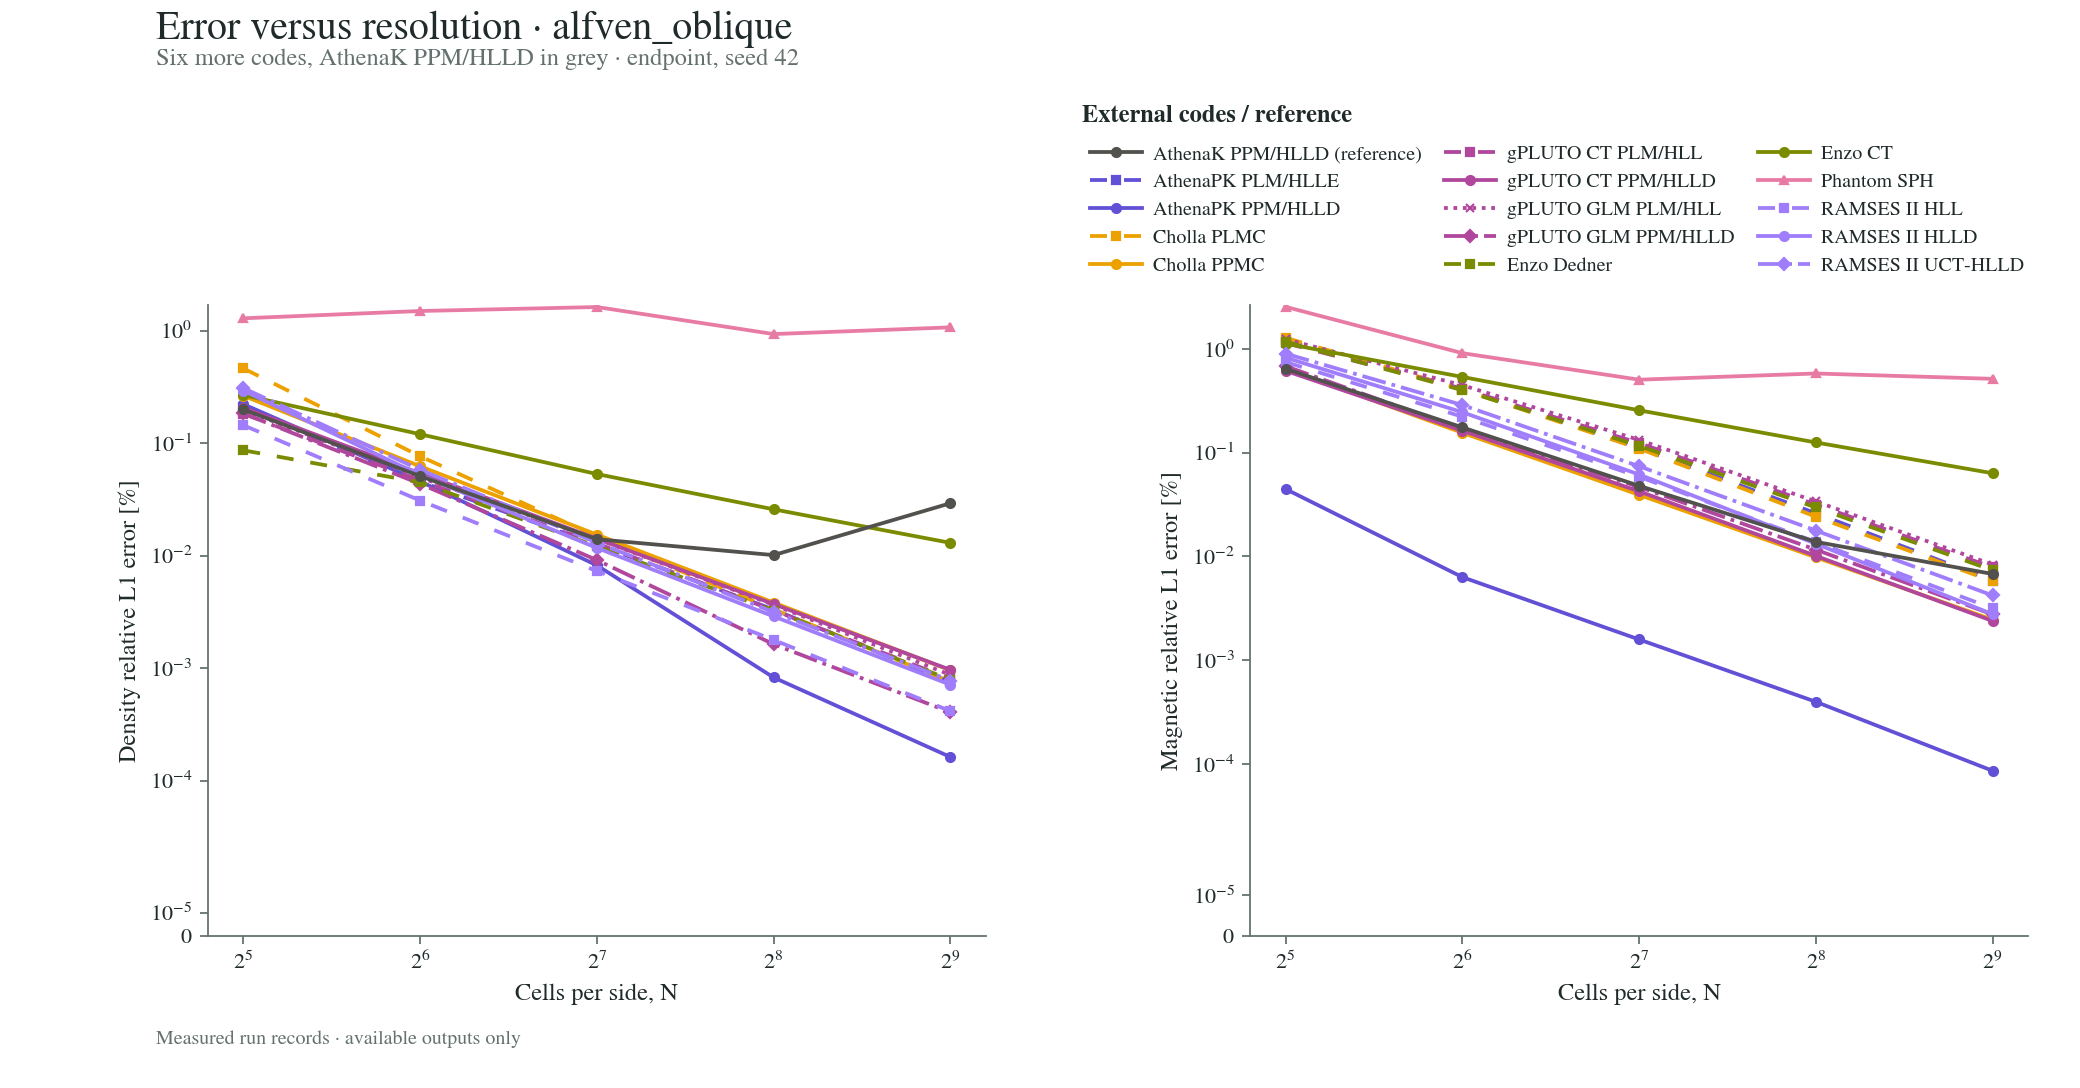 Error versus resolution · alfven_oblique
Six more codes, AthenaK PPM/HLLD in grey · endpoint, seed 42
External codes / reference
AthenaK PPM/HLLD (reference)
AthenaPK PLM/HLLE
AthenaPK PPM/HLLD
Cholla PLMC
Cholla PPMC
gPLUTO CT PLM/HLL
gPLUTO CT PPM/HLLD
gPLUTO GLM PLM/HLL
gPLUTO GLM PPM/HLLD
Enzo Dedner
Enzo CT
Phantom SPH
RAMSES II HLL
RAMSES II HLLD
RAMSES II UCT-HLLD
Density relative L1 error [%]
10⁰
10⁻¹
10⁻²
10⁻³
10⁻⁴
10⁻⁵
0
2⁵ 2⁶ 2⁷ 2⁸ 2⁹
Cells per side, N
Magnetic relative L1 error [%]
10⁰
10⁻¹
10⁻²
10⁻³
10⁻⁴
10⁻⁵
0
2⁵ 2⁶ 2⁷ 2⁸ 2⁹
Cells per side, N
Measured run records · available outputs only